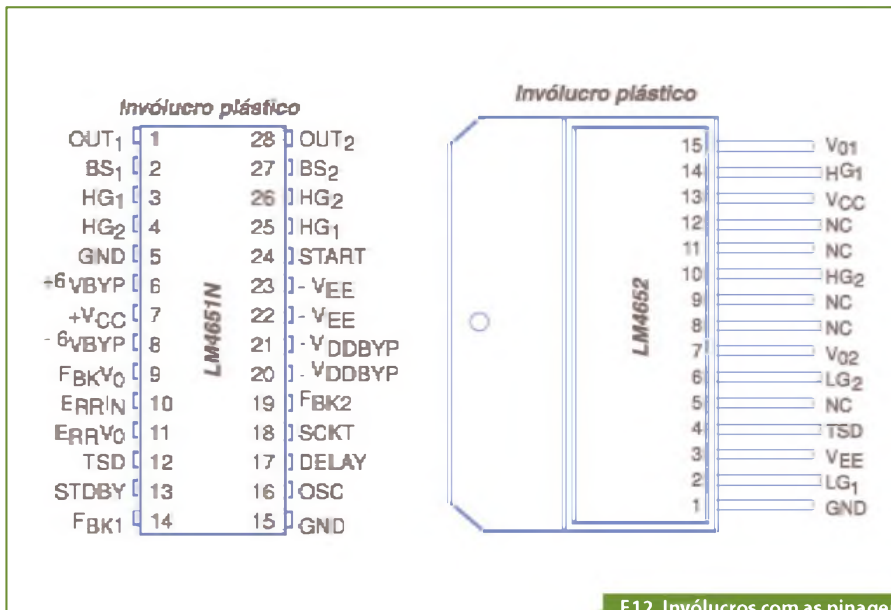 Invólucro plástico
OUT1 1 28 OUT2
BS1 2 27 BS2
HG1 3 26 HG2
HG2 4 25 HG1
GND 5 24 START
+6VBYP 6 23 - VEE
+VCC 7 22 - VEE
- 6VBYP 8 21 - VDDBYP
FBKVO 9 20 - VDDBYP
ERRIN 10 19 FBK2
ERRVO 11 18 SCKT
TSD 12 17 DELAY
STDBY 13 16 OSC
FBK1 14 15 GND
LM4651N
Invólucro plástico
LM4652
15 V01
14 HG1
13 VCC
12 NC
11 NC
10 HG2
9 NC
8 NC
7 V02
6 LG2
5 NC
4 T̅S̅D̅
3 VEE
2 LG1
1 GND
F12. Invólucros com as